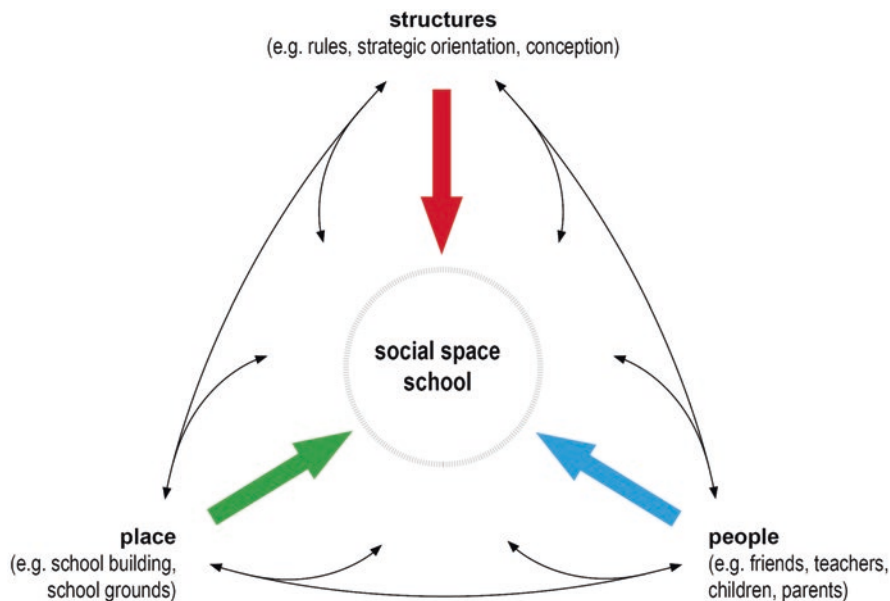 structures
(e.g. rules, strategic orientation, conception)
social space
school
place
(e.g. school building,
school grounds)
people
(e.g. friends, teachers,
children, parents)